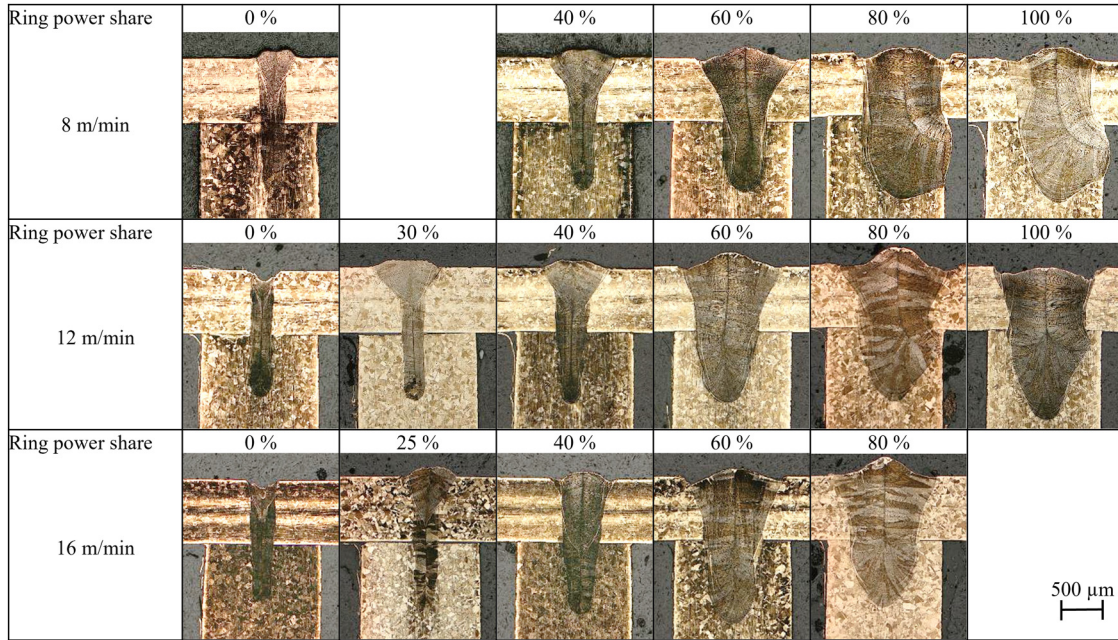 Ring power share 0 % 40 % 60 % 80 % 100 %
8 m/min
Ring power share 0 % 30 % 40 % 60 % 80 % 100 %
12 m/min
Ring power share 0 % 25 % 40 % 60 % 80 %
16 m/min
500 µm